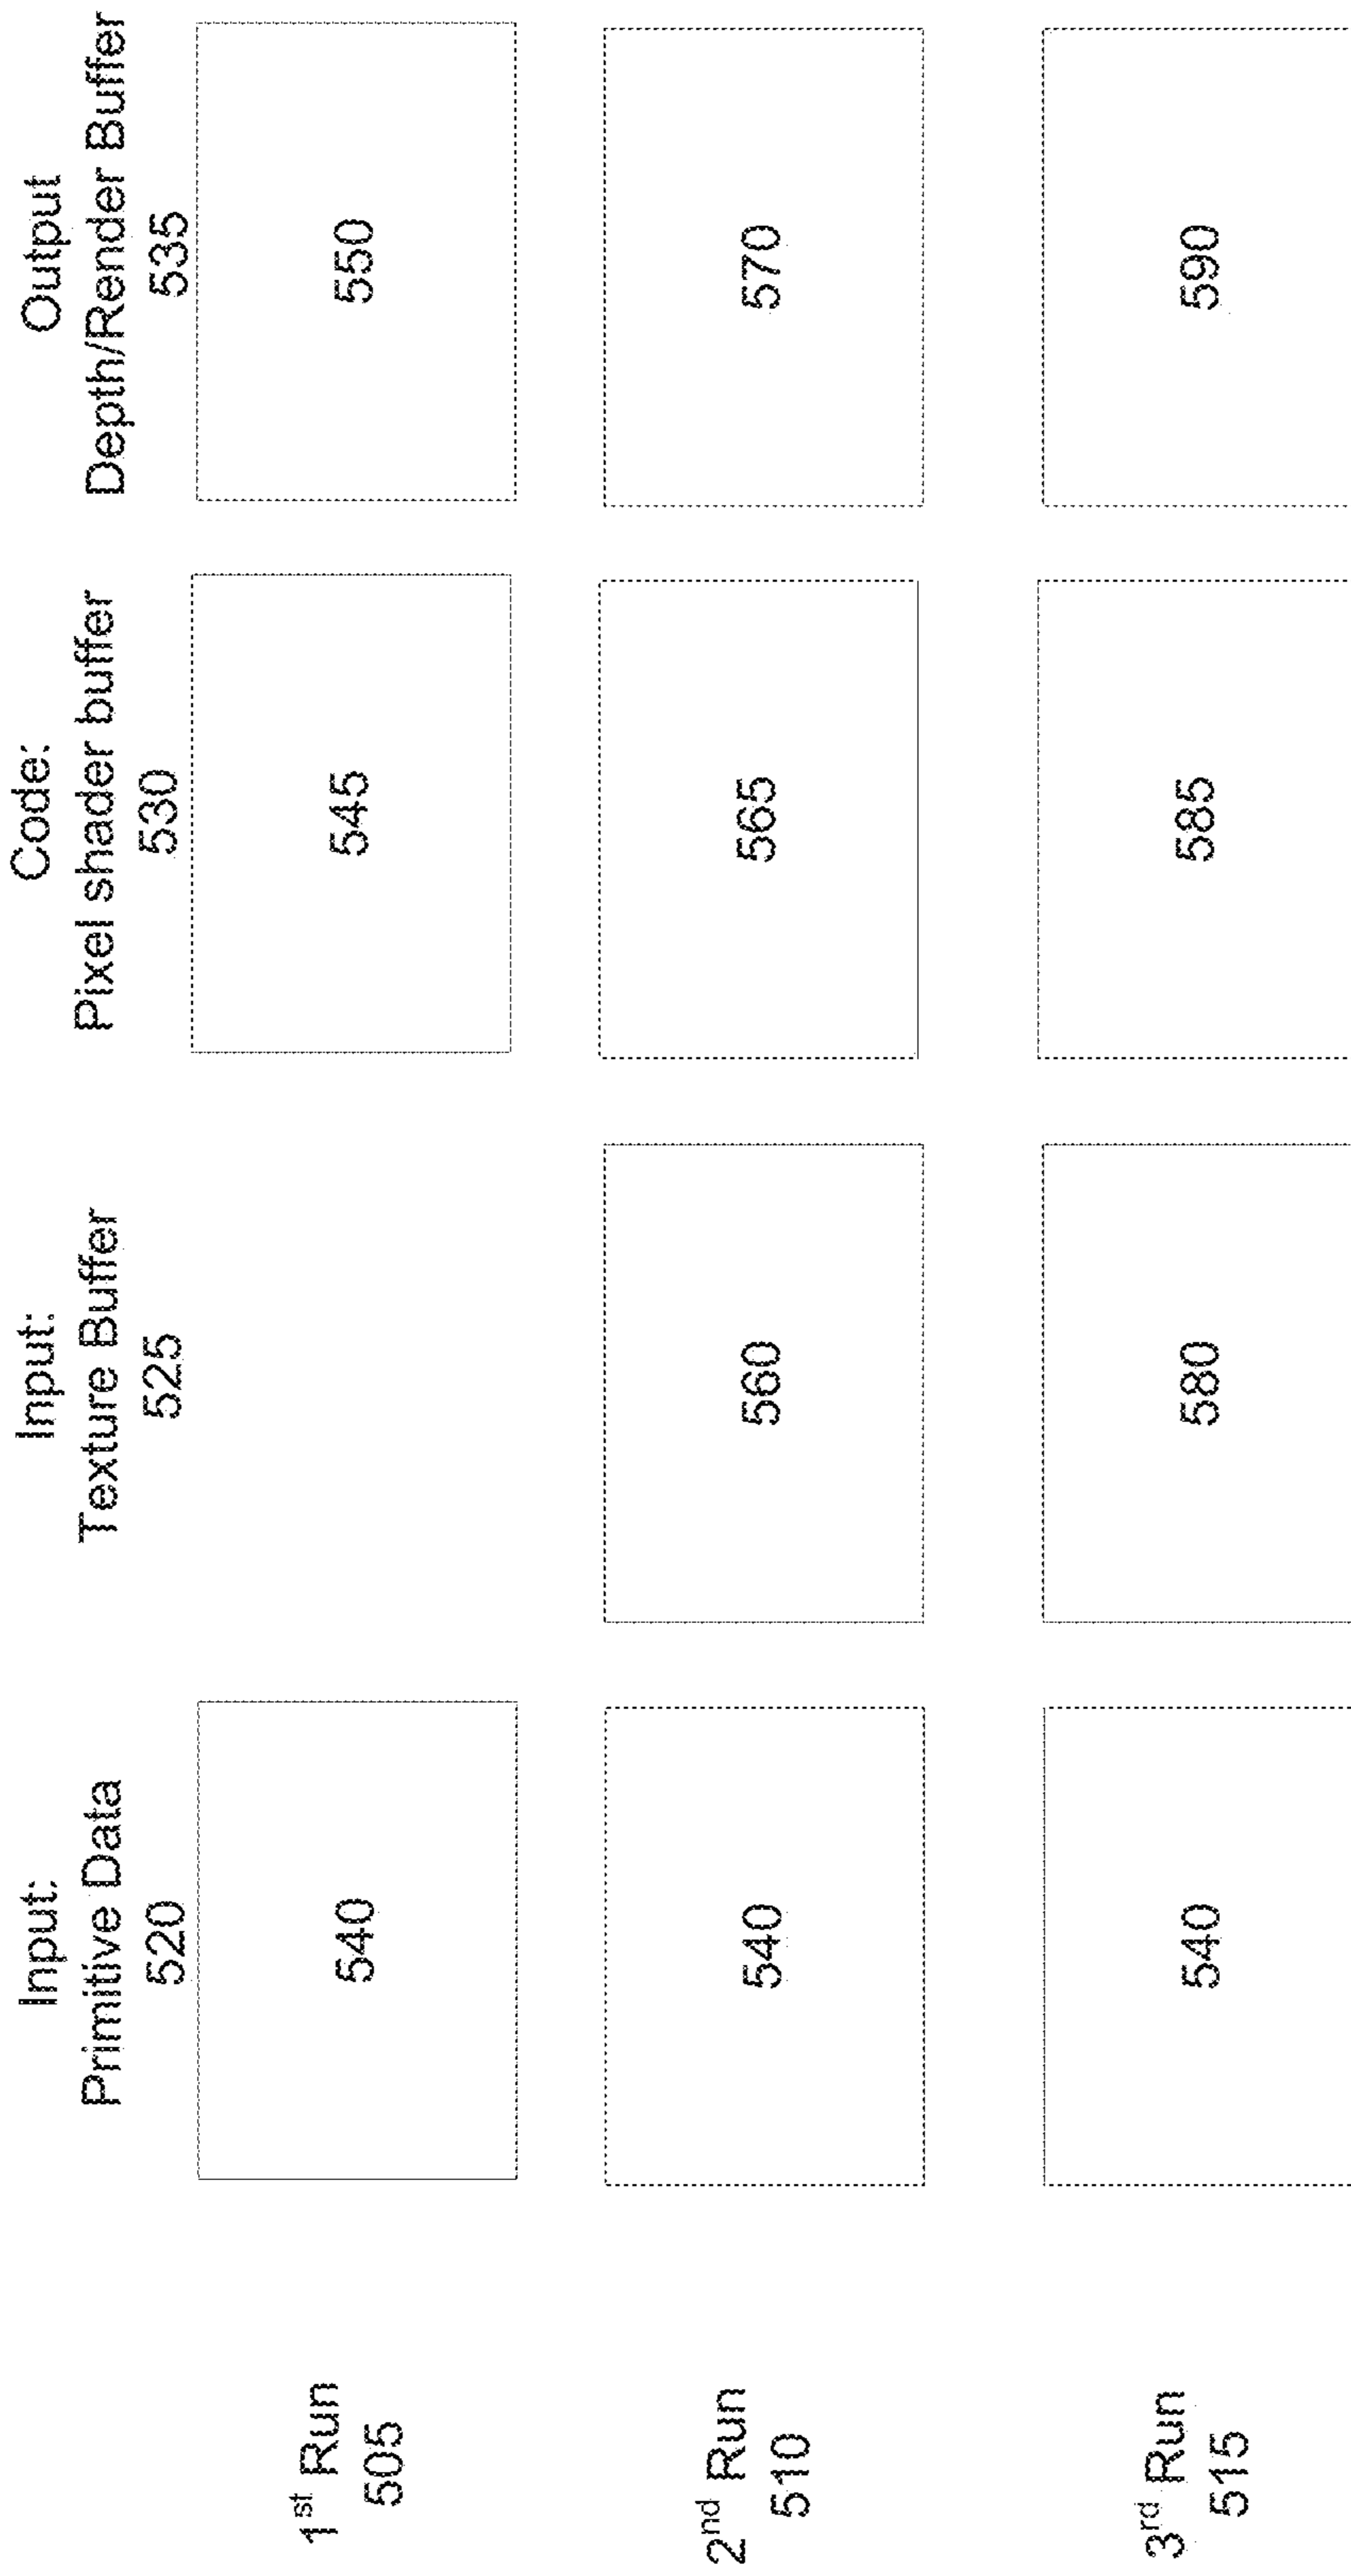 Input:
Primitive Data
520
Input:
Texture Buffer
525
Code:
Pixel shader buffer
530
Output
Depth/Render Buffer
535
1st Run
505
540
545
550
2nd Run
510
540
560
565
570
3rd Run
515
540
580
585
590